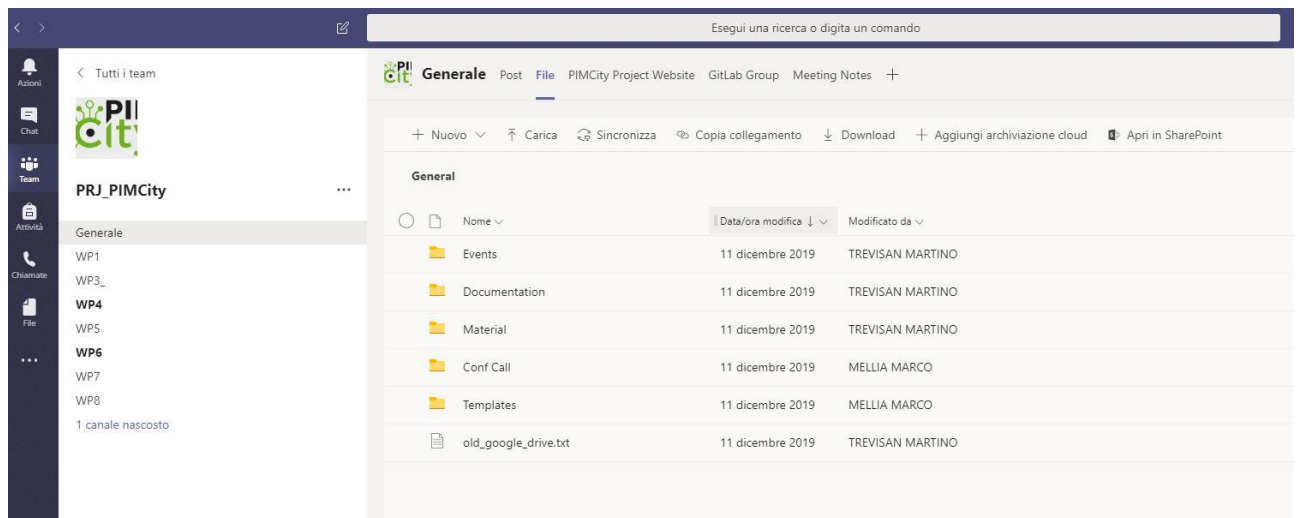 Esegui una ricerca o digita un comando
Azioni
Chat
Team
Attività
Chiamate
File
Tutti i team
PI
City
PRJ_PIMCity
Generale
WP1
WP3_
WP4
WP5
WP6
WP7
WP8
1 canale nascosto
PI
City Generale Post File PIMCity Project Website GitLab Group Meeting Notes
Nuovo Carica Sincronizza Copia collegamento Download Aggiungi archiviazione cloud Apri in SharePoint
General
Nome Data/ora modifica Modificato da
Events 11 dicembre 2019 TREVISAN MARTINO
Documentation 11 dicembre 2019 TREVISAN MARTINO
Material 11 dicembre 2019 TREVISAN MARTINO
Conf Call 11 dicembre 2019 MELLIA MARCO
Templates 11 dicembre 2019 MELLIA MARCO
old_google_drive.txt 11 dicembre 2019 TREVISAN MARTINO